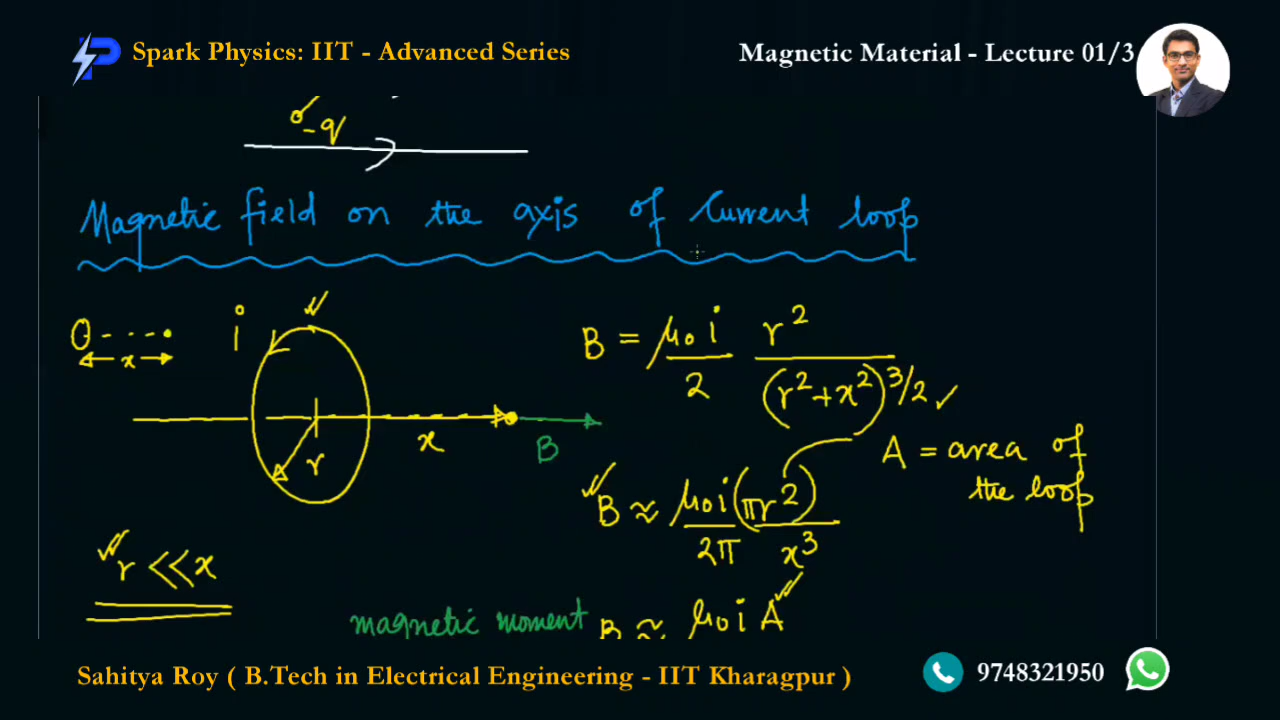 Spark Physics: IIT - Advanced Series
Magnetic Material - Lecture 01/3
-q
Magnetic field on the axis of Current loop
i
x
B = μ₀i/2 r²/(r²+x²)^3/2
x
B
r
A = area of
the loop
B ≈ μ₀i/2π (πr²)/x³
r <<x
magnetic moment
B ≈ μ₀iA
Sahitya Roy ( B.Tech in Electrical Engineering - IIT Kharagpur )
9748321950